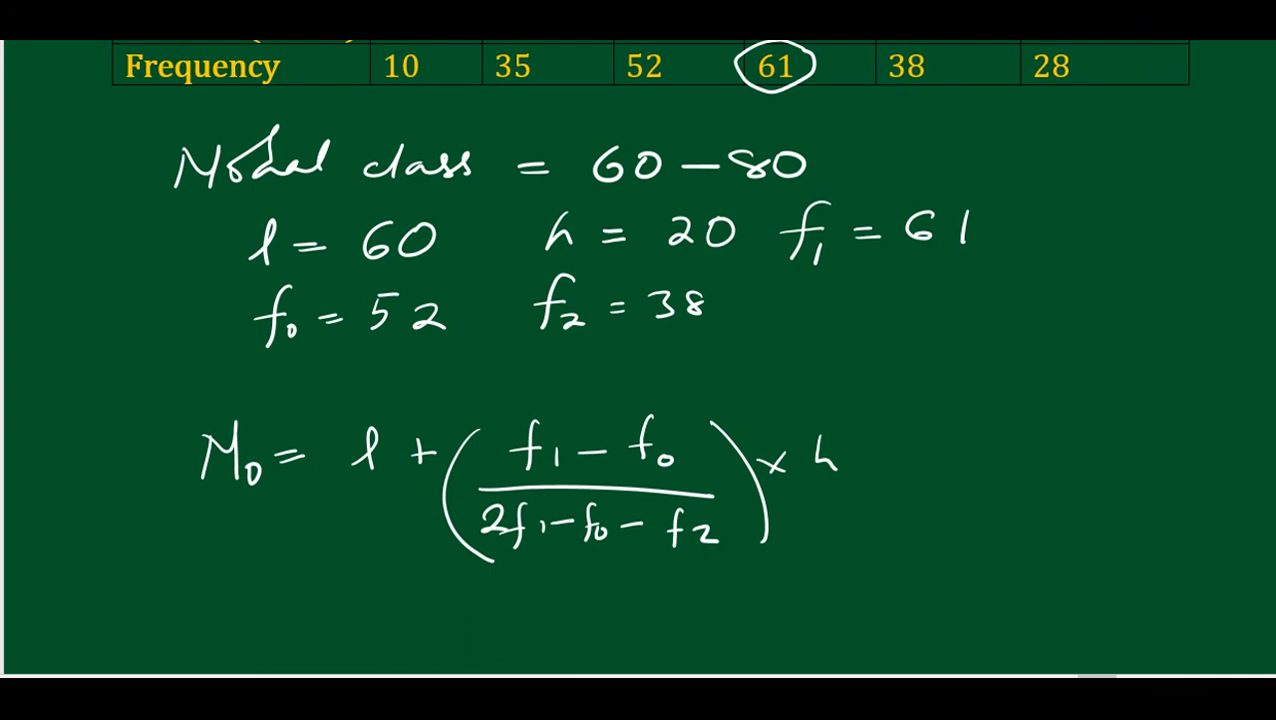 Frequency 10 35 52 61 38 28
Modal class = 60 – 80
l = 60 h = 20 f₁ = 61
f₀ = 52 f₂ = 38
M₀ = l + ( (f₁ – f₀) / (2f₁ – f₀ – f₂) ) × h